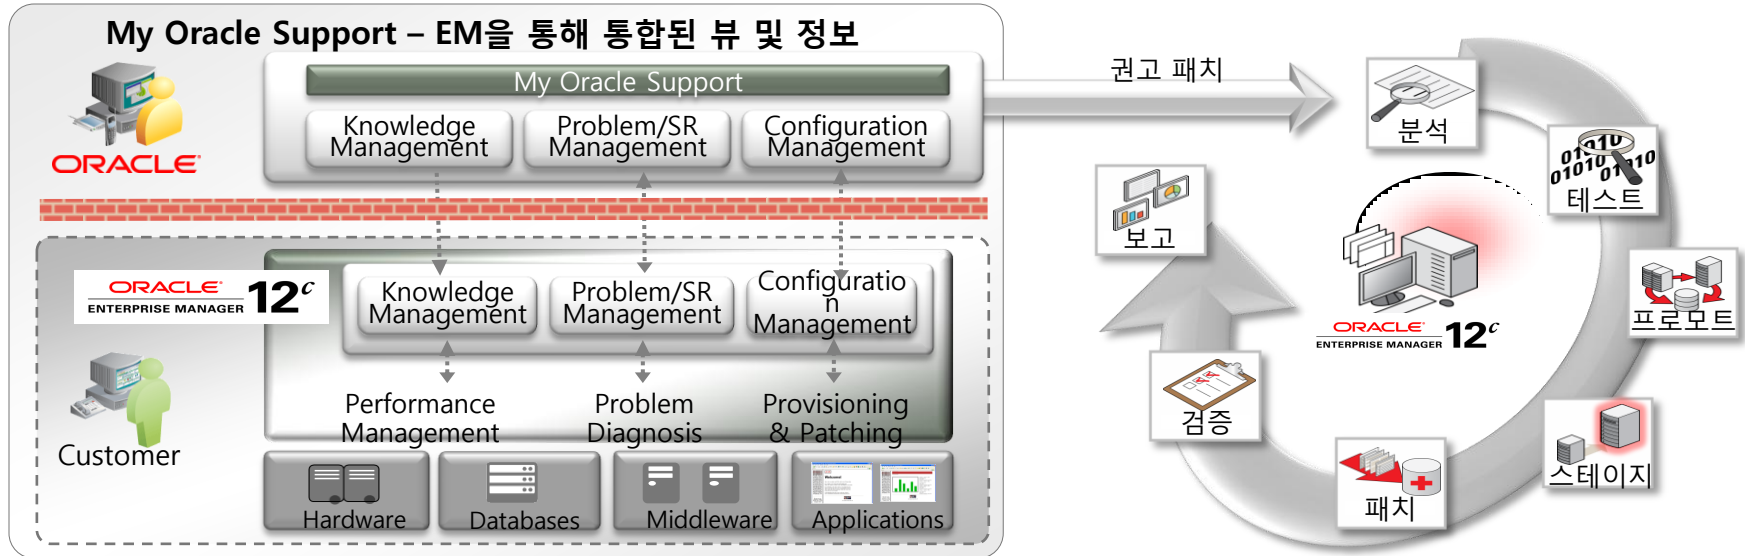 My Oracle Support – EM을 통해 통합된 뷰 및 정보
My Oracle Support
Knowledge
Management
Problem/SR
Management
Configuration
Management
ORACLE
ORACLE
ENTERPRISE MANAGER 12c
Knowledge
Management
Problem/SR
Management
Configuratio
n
Management
Performance
Management
Problem
Diagnosis
Provisioning
& Patching
Customer
Hardware
Databases
Middleware
Applications
권고 패치
분석
01010
01010 01010
테스트
프로모트
스테이지
패치
검증
보고
ORACLE
ENTERPRISE MANAGER 12c